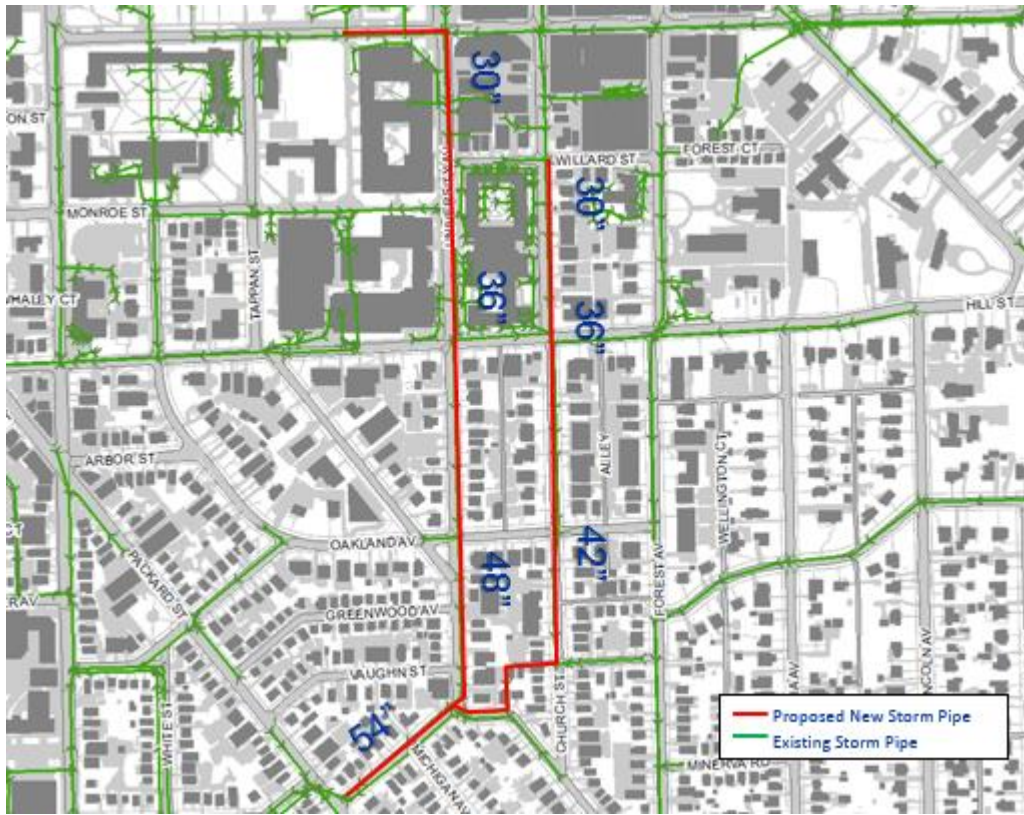 30"
ON ST
WILLARD ST
FOREST CT
30"
MONROE ST
TAPPAN ST
36"
HILL ST
36"
ARBOR ST
ALLEY
WELLINGTON CT
OAKLAND AV
42"
PACKARD ST
48"
FOREST AV
GREENWOOD AV
VAUGHN ST
WHITE ST
54"
CHURCH ST
MICHIGAN AV
Proposed New Storm Pipe
Existing Storm Pipe
MINERVA RD